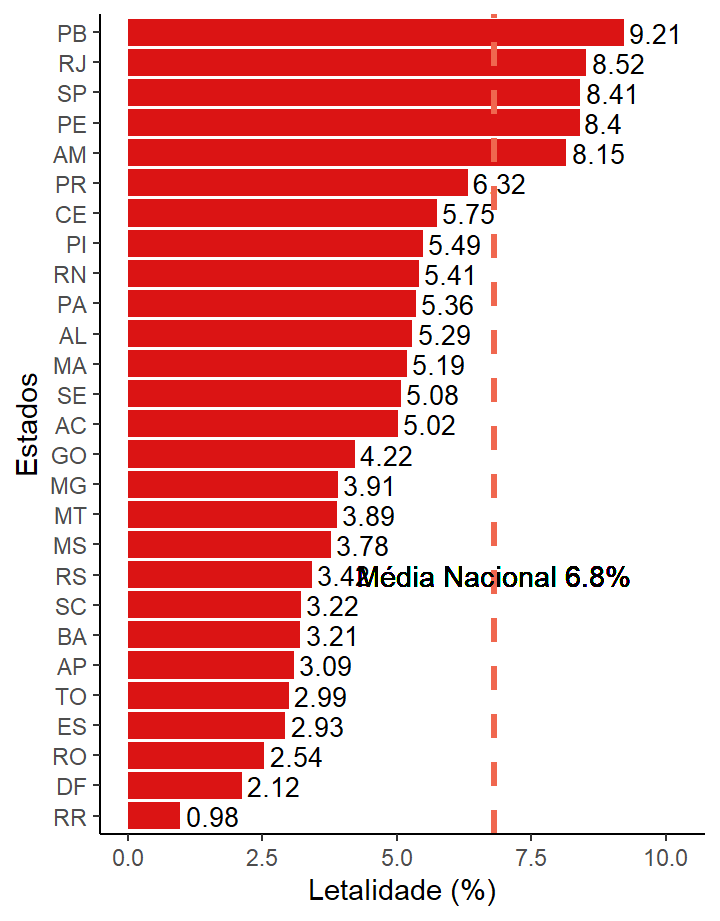 PB 9.21
RJ 8.52
SP 8.41
PE 8.4
AM 8.15
PR 6.32
CE 5.75
PI 5.49
RN 5.41
PA 5.36
AL 5.29
MA 5.19
SE 5.08
AC 5.02
GO 4.22
MG 3.91
MT 3.89
MS 3.78
RS Média Nacional 6.8%
SC 3.22
BA 3.21
AP 3.09
TO 2.99
ES 2.93
RO 2.54
DF 2.12
RR 0.98
0.0 2.5 5.0 7.5 10.0
Letalidade (%)
Estados